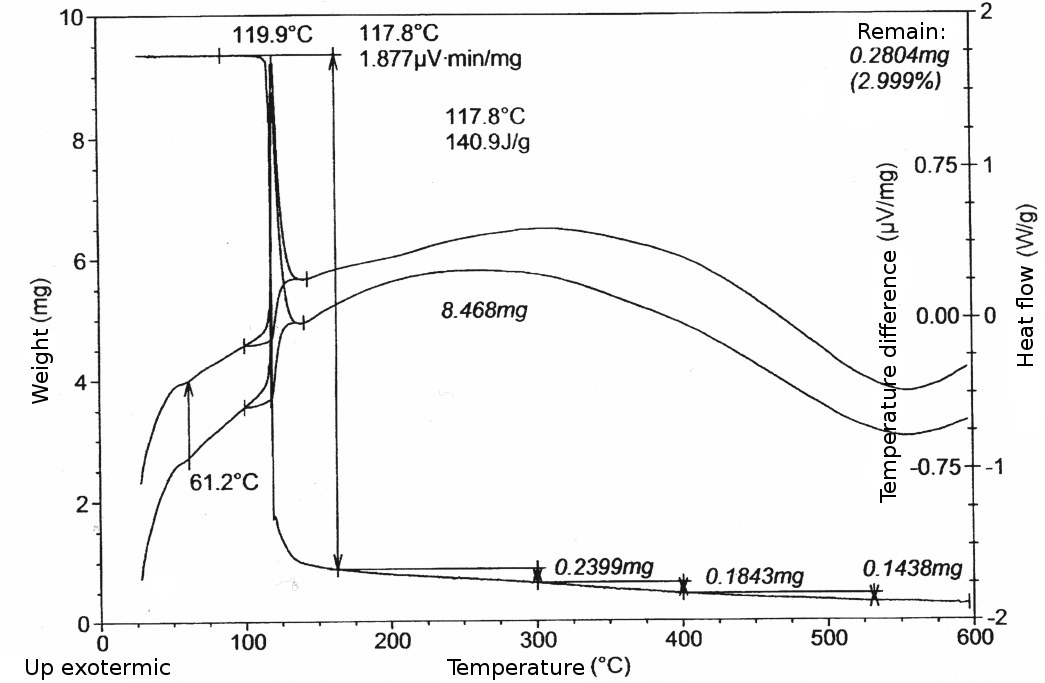 119.9°C
117.8°C
1.877µV·min/mg
Remain:
0.2804mg
(2.999%)
117.8°C
140.9J/g
8.468mg
61.2°C
0.2399mg
0.1843mg
0.1438mg
10
8
6
4
2
0
Weight (mg)
0.75
0.00
-0.75
Temperature difference (µV/mg)
2
1
0
-1
-2
Heat flow (W/g)
0
100
200
300
400
500
600
Up exotermic
Temperature (°C)